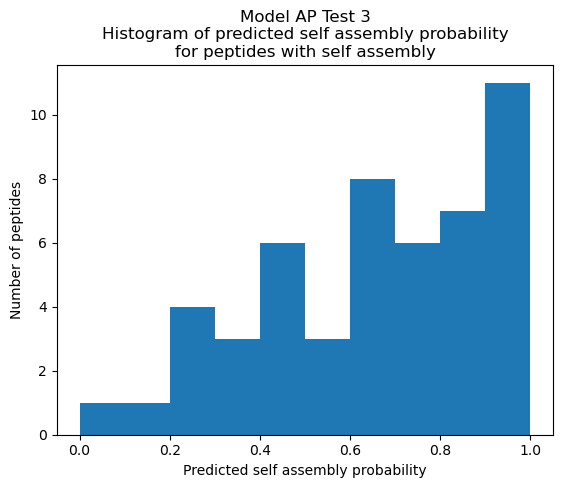 Model AP Test 3
Histogram of predicted self assembly probability
for peptides with self assembly
Number of peptides
10
8
6
4
2
0
0.0 0.2 0.4 0.6 0.8 1.0
Predicted self assembly probability